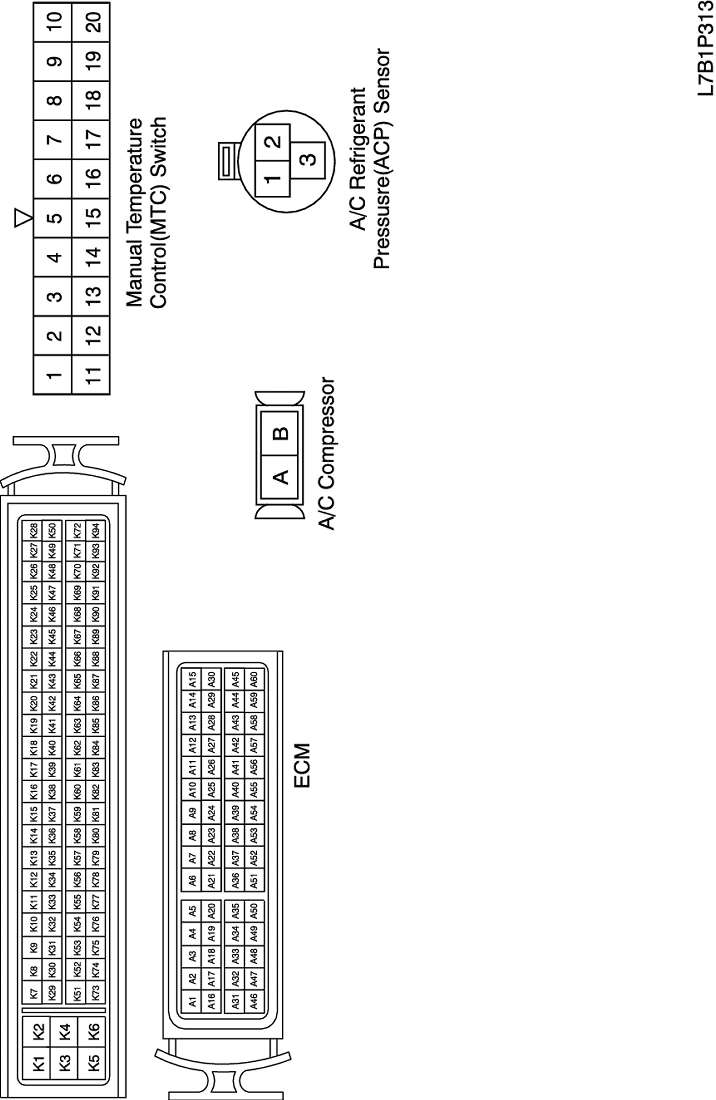 K1 K2 K7 K8 K9 K10 K11 K12 K13 K14 K15 K16 K17 K18 K19 K20 K21 K22 K23 K24 K25 K26 K27 K28
K3 K4 K29 K30 K31 K32 K33 K34 K35 K36 K37 K38 K39 K40 K41 K42 K43 K44 K45 K46 K47 K48 K49 K50
K51 K52 K53 K54 K55 K56 K57 K58 K59 K60 K61 K62 K63 K64 K65 K66 K67 K68 K69 K70 K71 K72
K5 K6 K73 K74 K75 K76 K77 K78 K79 K80 K81 K82 K83 K84 K85 K86 K87 K88 K89 K90 K91 K92 K93 K94
1 2 3 4 5 6 7 8 9 10
11 12 13 14 15 16 17 18 19 20
Manual Temperature
Control(MTC) Switch
A1 A2 A3 A4 A5 A6 A7 A8 A9 A10 A11 A12 A13 A14 A15
A16 A17 A18 A19 A20 A21 A22 A23 A24 A25 A26 A27 A28 A29 A30
A31 A32 A33 A34 A35 A36 A37 A38 A39 A40 A41 A42 A43 A44 A45
A46 A47 A48 A49 A50 A51 A52 A53 A54 A55 A56 A57 A58 A59 A60
ECM
A B
A/C Compressor
1 2
3
A/C Refrigerant
Pressusre(ACP) Sensor
L7B1P313